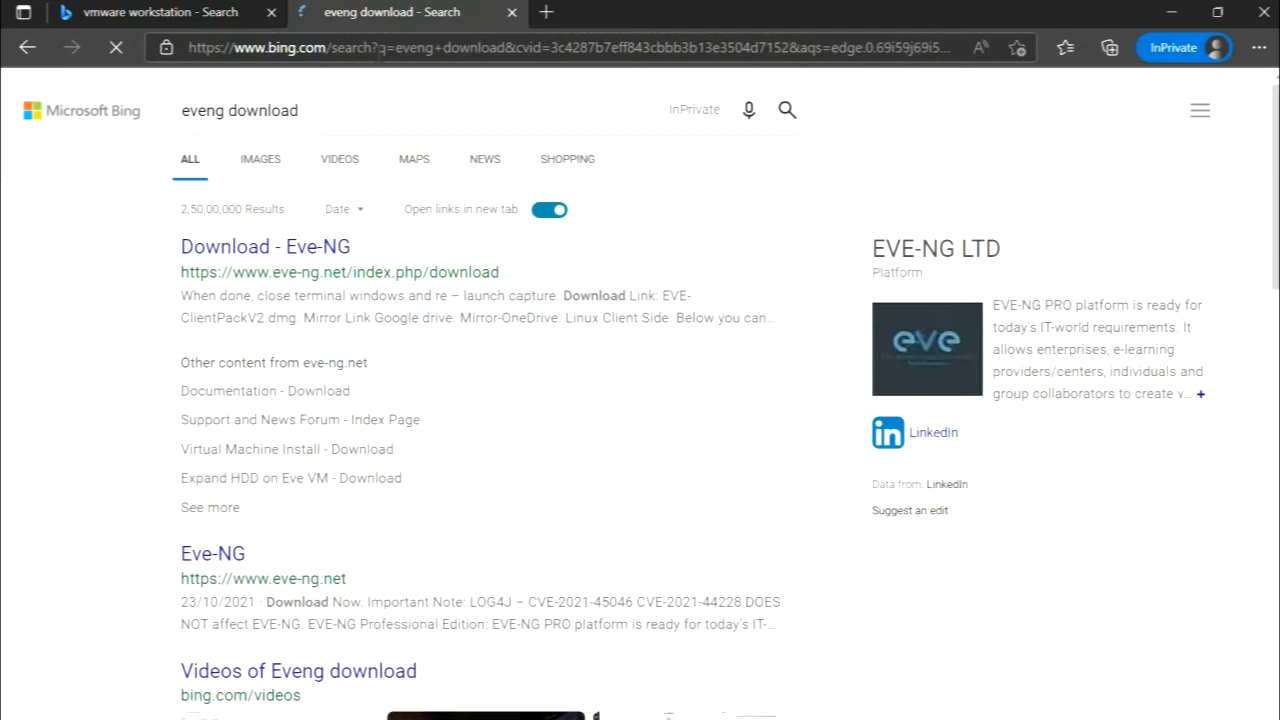 vmware workstation - Search
eveng download - Search
https://www.bing.com/search?q=eveng+download&cvid=3c4287b7eff843cbbb3b13e3504d7152&aqs=edge.0.69i59j69i5...
InPrivate
Microsoft Bing
eveng download
InPrivate
ALL
IMAGES
VIDEOS
MAPS
NEWS
SHOPPING
2,50,00,000 Results
Date
Open links in new tab
Download - Eve-NG
https://www.eve-ng.net/index.php/download
When done, close terminal windows and re – launch capture. Download Link: EVE-
ClientPackV2 dmg. Mirror Link Google drive. Mirror-OneDrive. Linux Client Side. Below you can...
Other content from eve-ng.net
Documentation - Download
Support and News Forum - Index Page
Virtual Machine Install - Download
Expand HDD on Eve VM - Download
See more
Eve-NG
https://www.eve-ng.net
23/10/2021 · Download Now. Important Note: LOG4J – CVE-2021-45046 CVE-2021-44228 DOES
NOT affect EVE-NG. EVE-NG Professional Edition: EVE-NG PRO platform is ready for today's IT-...
Videos of Eveng download
bing.com/videos
EVE-NG LTD
Platform
eve
EVE-NG PRO platform is ready for
today's IT-world requirements. It
allows enterprises, e-learning
providers/centers, individuals and
group collaborators to create v... +
in LinkedIn
Data from: LinkedIn
Suggest an edit